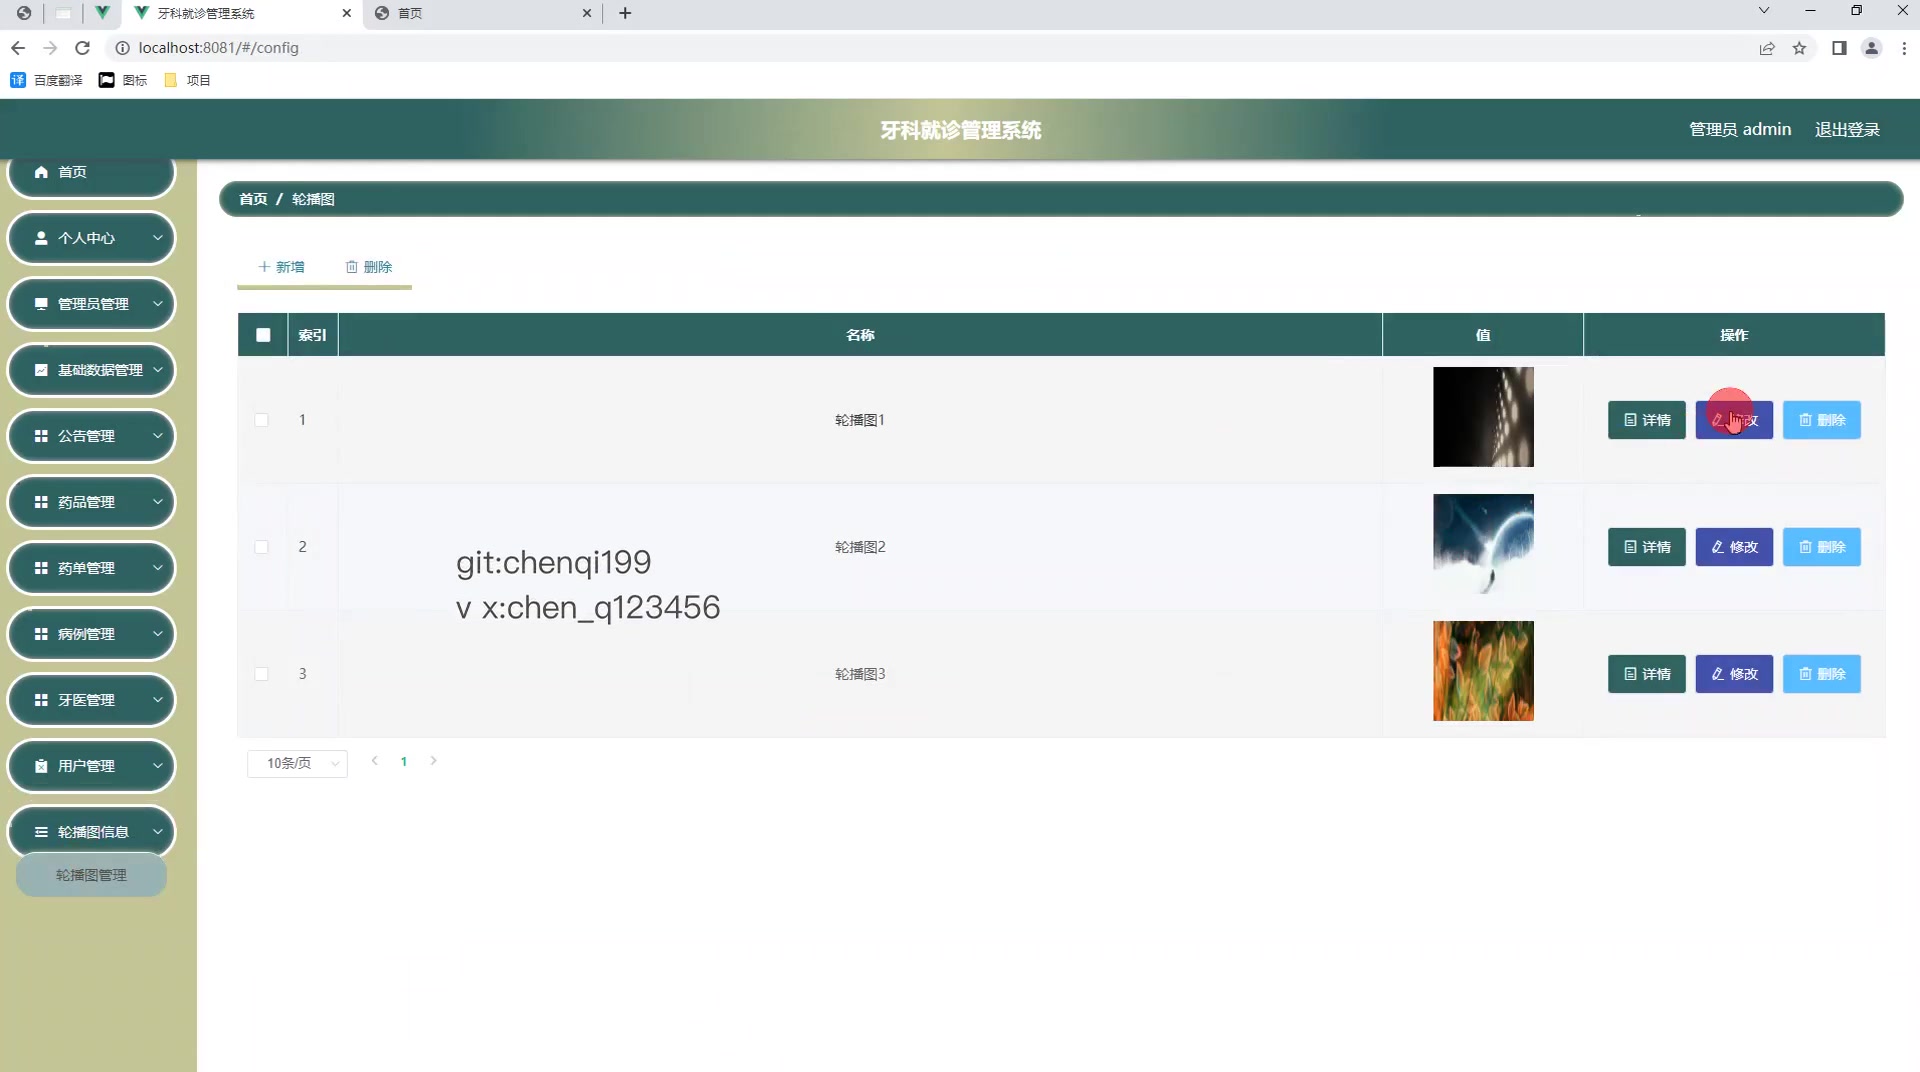 牙科就诊管理系统
首页
localhost:8081/#/config
百度翻译
图标
项目
牙科就诊管理系统
管理员 admin
退出登录
首页
个人中心
管理员管理
基础数据管理
公告管理
药品管理
药单管理
病例管理
牙医管理
用户管理
轮播图信息
轮播图管理
首页 / 轮播图
新增
删除
索引
名称
值
操作
1
轮播图1
详情
改
删除
2
轮播图2
详情
修改
删除
git:chenqi199
v x:chen_q123456
3
轮播图3
详情
修改
删除
10条/页
1